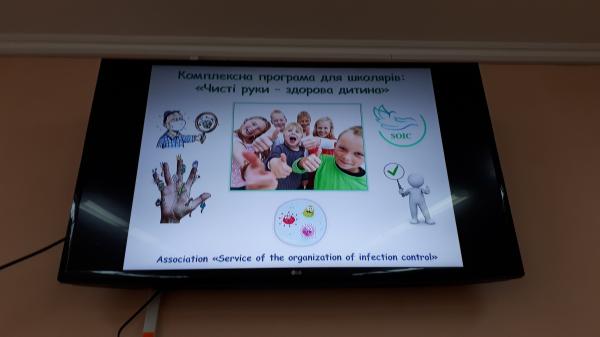 Комплексна програма для школярів:
«Чисті руки - здорова дитина»
SOIC
Association «Service of the organization of infection control»
LG